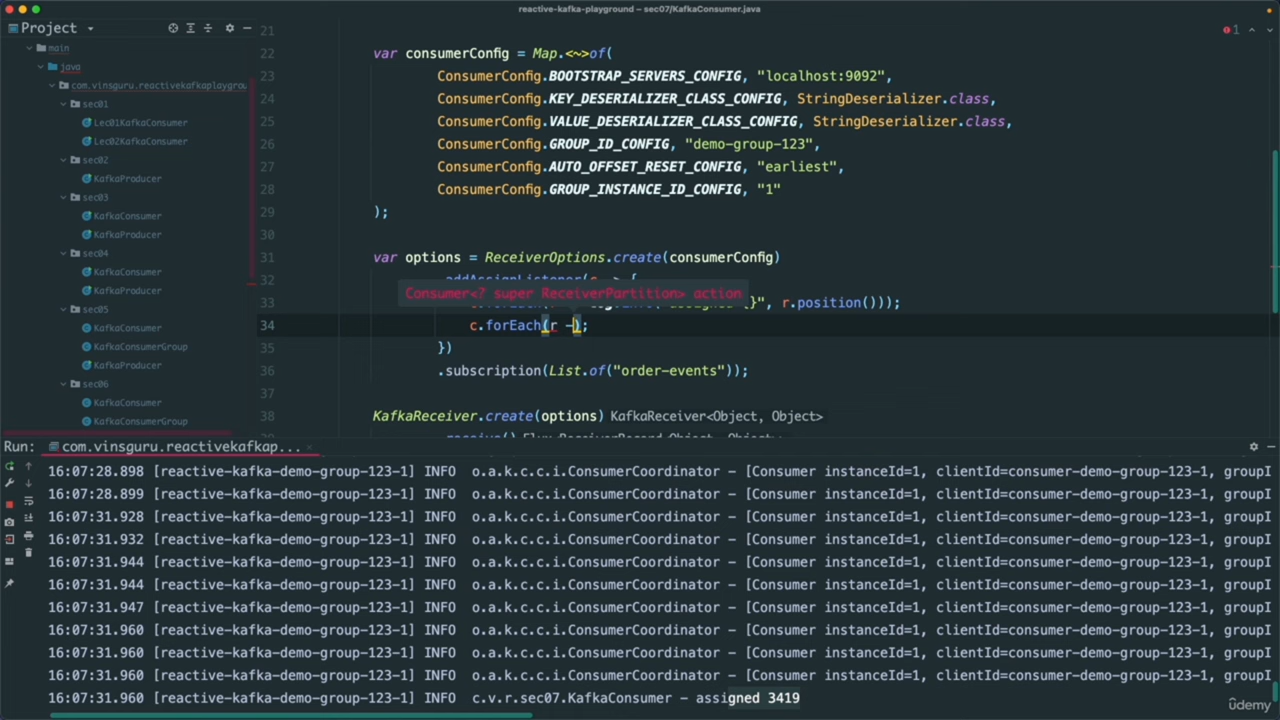 reactive-kafka-playground – sec07/KafkaConsumer.java
Project
main
java
com.vinsguru.reactivekafkaplaygrou
sec01
Lec01KafkaConsumer
Lec02KafkaConsumer
sec02
KafkaProducer
sec03
KafkaConsumer
KafkaProducer
sec04
KafkaConsumer
KafkaProducer
sec05
KafkaConsumer
KafkaConsumerGroup
KafkaProducer
sec06
KafkaConsumer
KafkaConsumerGroup
1
21
22 var consumerConfig = Map.<~>of(
23 ConsumerConfig.BOOTSTRAP_SERVERS_CONFIG, "localhost:9092",
24 ConsumerConfig.KEY_DESERIALIZER_CLASS_CONFIG, StringDeserializer.class,
25 ConsumerConfig.VALUE_DESERIALIZER_CLASS_CONFIG, StringDeserializer.class,
26 ConsumerConfig.GROUP_ID_CONFIG, "demo-group-123",
27 ConsumerConfig.AUTO_OFFSET_RESET_CONFIG, "earliest",
28 ConsumerConfig.GROUP_INSTANCE_ID_CONFIG, "1"
29 );
30
31 var options = ReceiverOptions.create(consumerConfig)
32 .addAssignListener(c -> {
Consumer<? super ReceiverPartition> action
33 {}", r.position()));
34 c.forEach(r -);
35 })
36 .subscription(List.of("order-events"));
37
38 KafkaReceiver.create(options) KafkaReceiver<Object, Object>
.receive() Flux<ReceiverRecord<Object, Object>>
Run: com.vinsguru.reactivekafkap...
16:07:28.898 [reactive-kafka-demo-group-123-1] INFO o.a.k.c.c.i.ConsumerCoordinator – [Consumer instanceId=1, clientId=consumer-demo-group-123-1, groupI
16:07:28.899 [reactive-kafka-demo-group-123-1] INFO o.a.k.c.c.i.ConsumerCoordinator – [Consumer instanceId=1, clientId=consumer-demo-group-123-1, groupI
16:07:31.928 [reactive-kafka-demo-group-123-1] INFO o.a.k.c.c.i.ConsumerCoordinator – [Consumer instanceId=1, clientId=consumer-demo-group-123-1, groupI
16:07:31.932 [reactive-kafka-demo-group-123-1] INFO o.a.k.c.c.i.ConsumerCoordinator – [Consumer instanceId=1, clientId=consumer-demo-group-123-1, groupI
16:07:31.944 [reactive-kafka-demo-group-123-1] INFO o.a.k.c.c.i.ConsumerCoordinator – [Consumer instanceId=1, clientId=consumer-demo-group-123-1, groupI
16:07:31.944 [reactive-kafka-demo-group-123-1] INFO o.a.k.c.c.i.ConsumerCoordinator – [Consumer instanceId=1, clientId=consumer-demo-group-123-1, groupI
16:07:31.947 [reactive-kafka-demo-group-123-1] INFO o.a.k.c.c.i.ConsumerCoordinator – [Consumer instanceId=1, clientId=consumer-demo-group-123-1, groupI
16:07:31.960 [reactive-kafka-demo-group-123-1] INFO o.a.k.c.c.i.ConsumerCoordinator – [Consumer instanceId=1, clientId=consumer-demo-group-123-1, groupI
16:07:31.960 [reactive-kafka-demo-group-123-1] INFO o.a.k.c.c.i.ConsumerCoordinator – [Consumer instanceId=1, clientId=consumer-demo-group-123-1, groupI
16:07:31.960 [reactive-kafka-demo-group-123-1] INFO o.a.k.c.c.i.ConsumerCoordinator – [Consumer instanceId=1, clientId=consumer-demo-group-123-1, groupI
16:07:31.960 [reactive-kafka-demo-group-123-1] INFO c.v.r.sec07.KafkaConsumer – assigned 3419
ûdemy